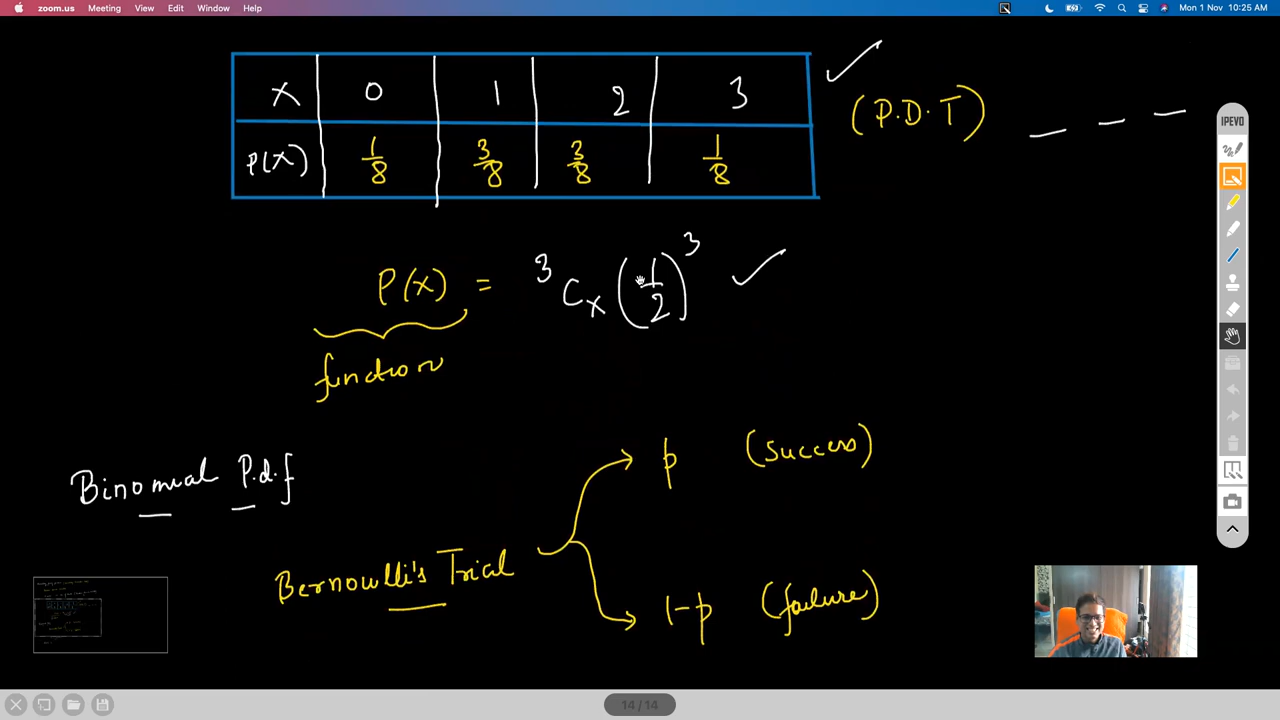 zoom.us Meeting View Edit Window Help Mon 1 Nov 10:25 AM
X 0 1 2 3
(P.D.T) _ _ _
P(X) 1/8 3/8 3/8 1/8
IPEVO
P(X) = ³Cₓ (1/2)³
function
p (success)
Binomial P.d.f
Bernowlli's Trial
1-p (failure)
14 / 14